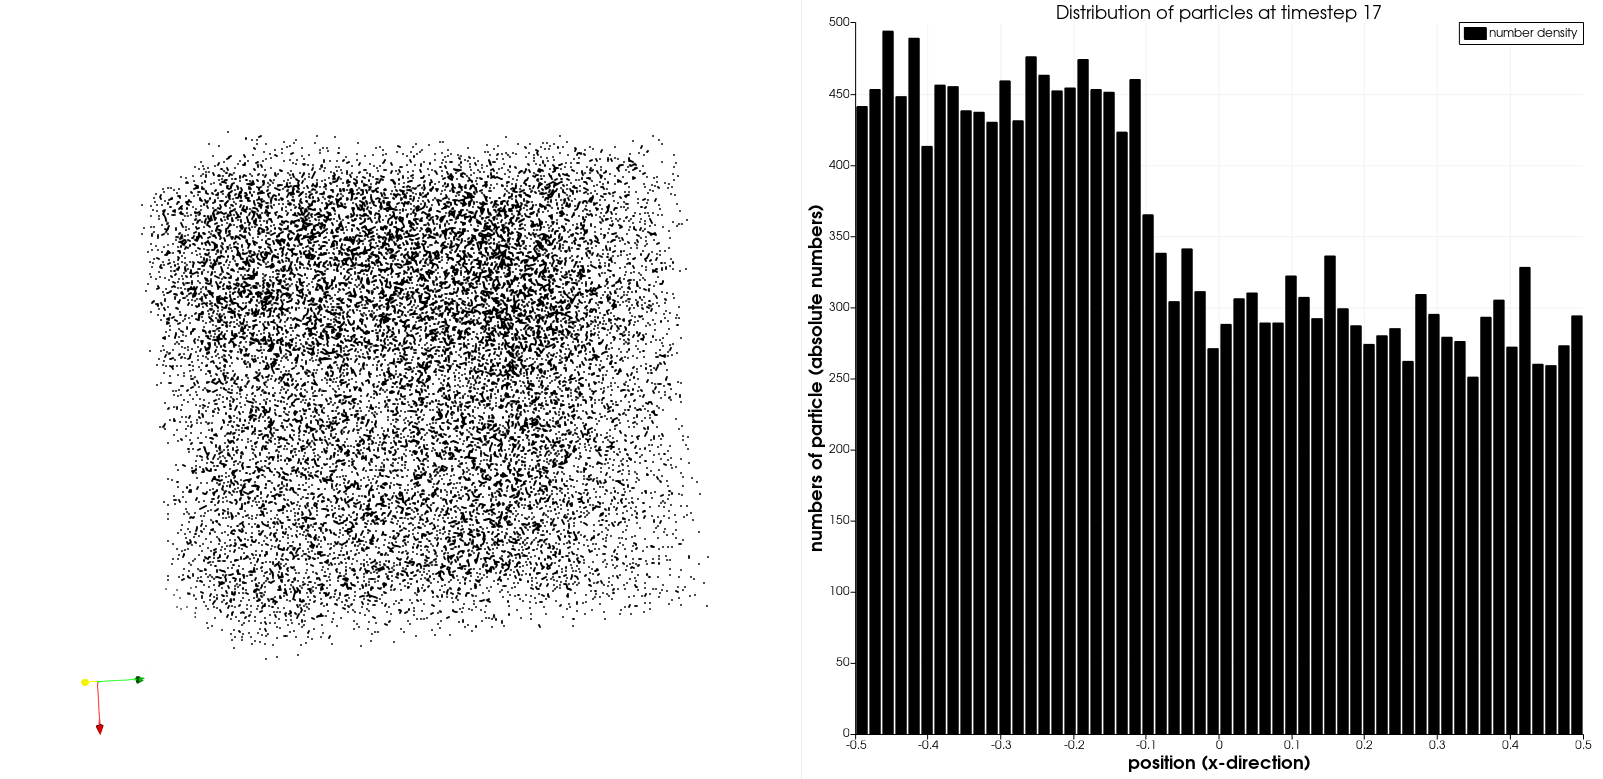 Distribution of particles at timestep 17
number density
numbers of particle (absolute numbers)
500
450
400
350
300
250
200
150
100
50
0
-0.5 -0.4 -0.3 -0.2 -0.1 0 0.1 0.2 0.3 0.4 0.5
position (x-direction)